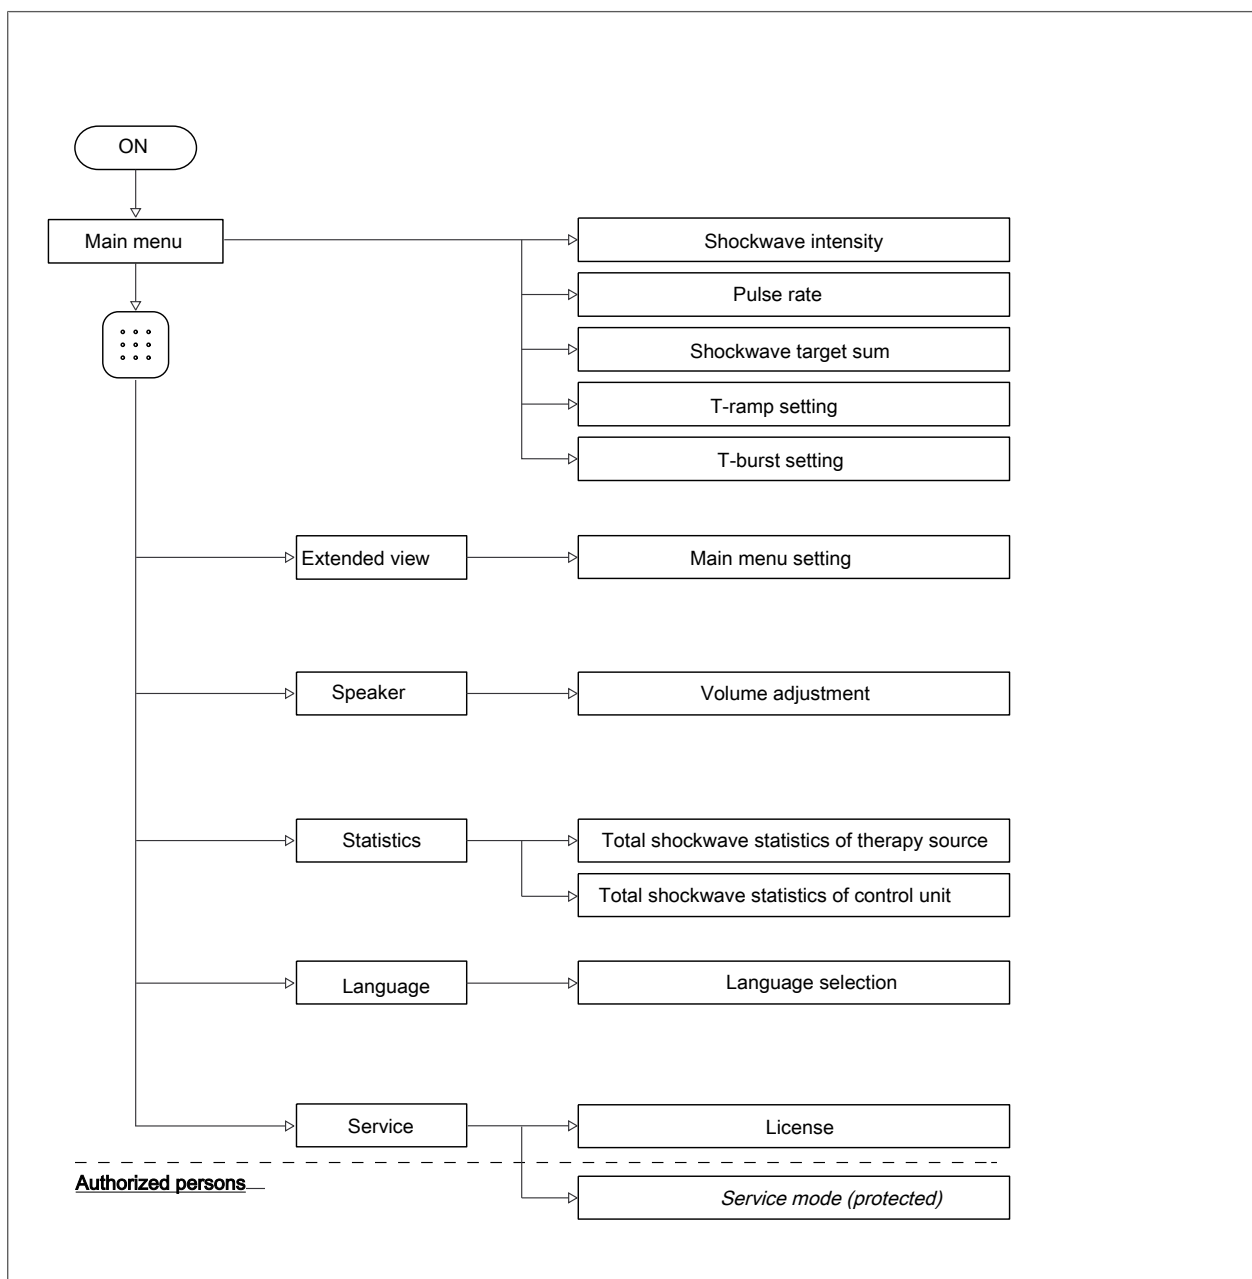 ON
Main menu
Shockwave intensity
Pulse rate
Shockwave target sum
T-ramp setting
T-burst setting
Extended view
Main menu setting
Speaker
Volume adjustment
Statistics
Total shockwave statistics of therapy source
Total shockwave statistics of control unit
Language
Language selection
Service
License
Authorized persons
Service mode (protected)